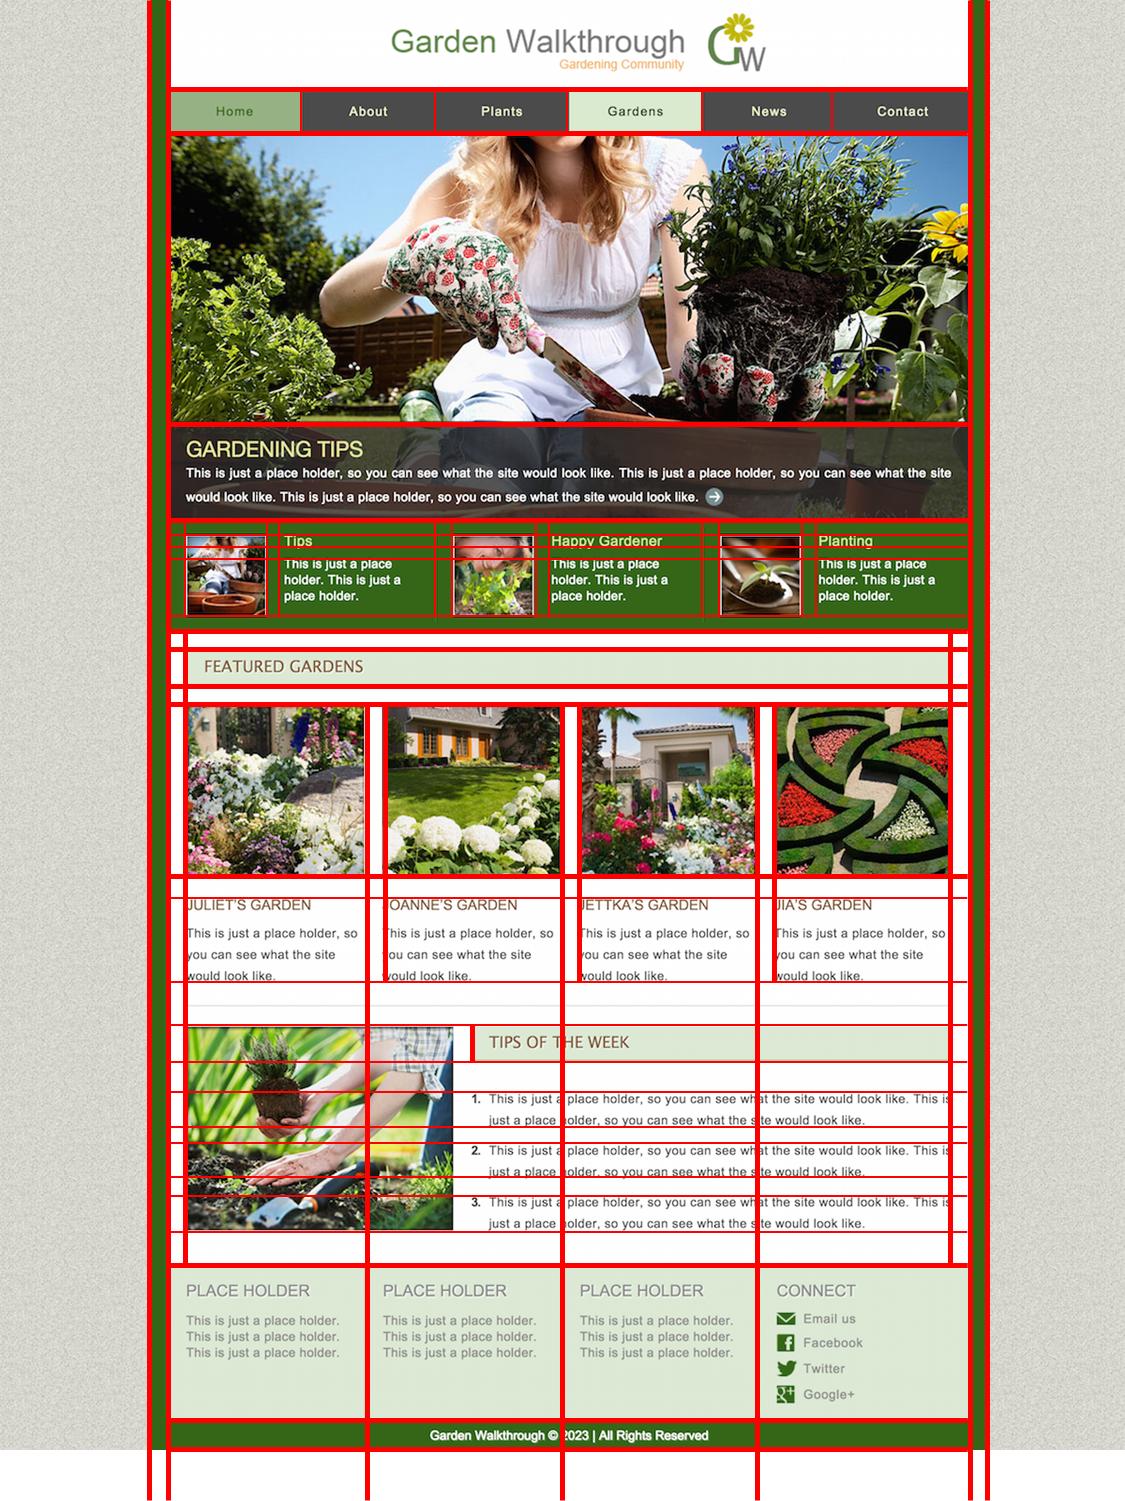 Garden Walkthrough
Gardening Community
GW
Home About Plants Gardens News Contact
GARDENING TIPS
This is just a place holder, so you can see what the site would look like. This is just a place holder, so you can see what the site
would look like. This is just a place holder, so you can see what the site would look like.
Tips
This is just a place
holder. This is just a
place holder.
Happy Gardener
This is just a place
holder. This is just a
place holder.
Planting
This is just a place
holder. This is just a
place holder.
FEATURED GARDENS
JULIET'S GARDEN
This is just a place holder, so
you can see what the site
would look like.
JOANNE'S GARDEN
This is just a place holder, so
you can see what the site
would look like.
JETTKA'S GARDEN
This is just a place holder, so
you can see what the site
would look like.
JIA'S GARDEN
This is just a place holder, so
you can see what the site
would look like.
TIPS OF THE WEEK
1. This is just a place holder, so you can see what the site would look like. This is
just a place holder, so you can see what the site would look like.
2. This is just a place holder, so you can see what the site would look like. This is
just a place holder, so you can see what the site would look like.
3. This is just a place holder, so you can see what the site would look like. This is
just a place holder, so you can see what the site would look like.
PLACE HOLDER
This is just a place holder.
This is just a place holder.
This is just a place holder.
PLACE HOLDER
This is just a place holder.
This is just a place holder.
This is just a place holder.
PLACE HOLDER
This is just a place holder.
This is just a place holder.
This is just a place holder.
CONNECT
Email us
Facebook
Twitter
Google+
Garden Walkthrough © 2023 | All Rights Reserved